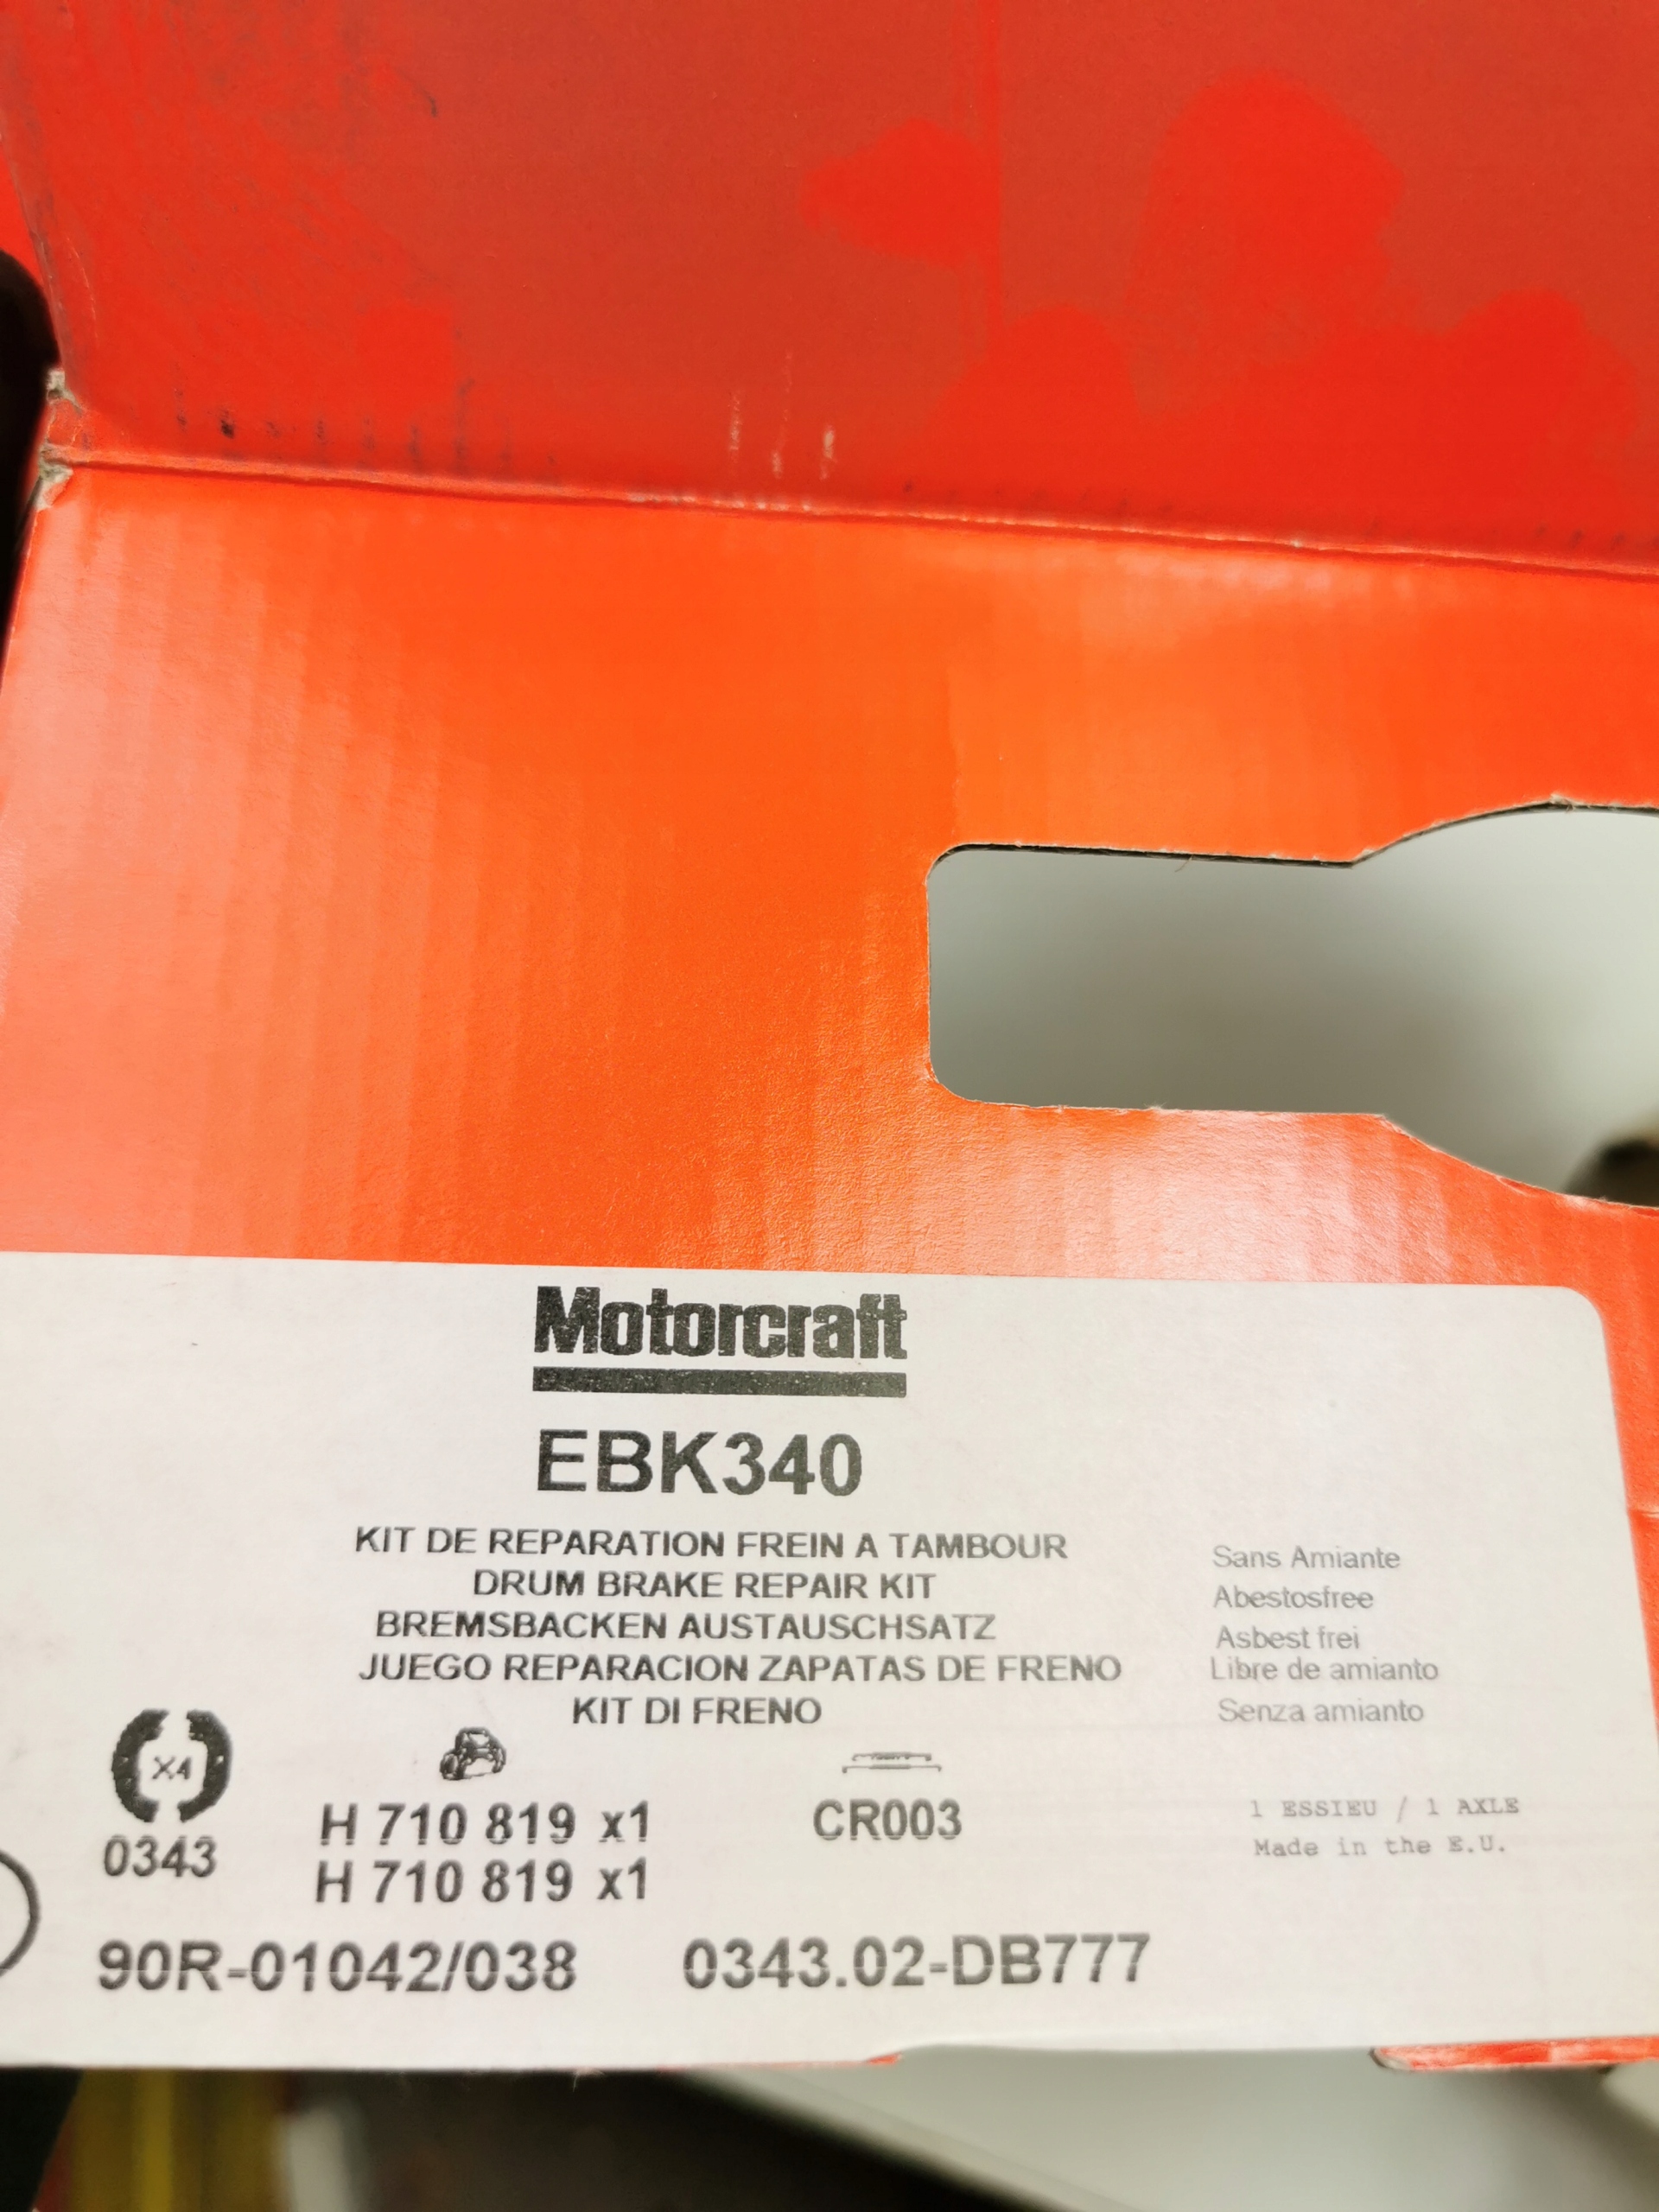 Motorcraft
EBK340
KIT DE REPARATION FREIN A TAMBOUR
DRUM BRAKE REPAIR KIT
BREMSBACKEN AUSTAUSCHSATZ
JUEGO REPARACION ZAPATAS DE FRENO
KIT DI FRENO
Sans Amiante
Abestosfree
Asbest frei
Libre de amianto
Senza amianto
X4
0343
H 710 819 x1
H 710 819 x1
CR003
1 ESSIEU / 1 AXLE
Made in the E.U.
90R-01042/038
0343.02-DB777